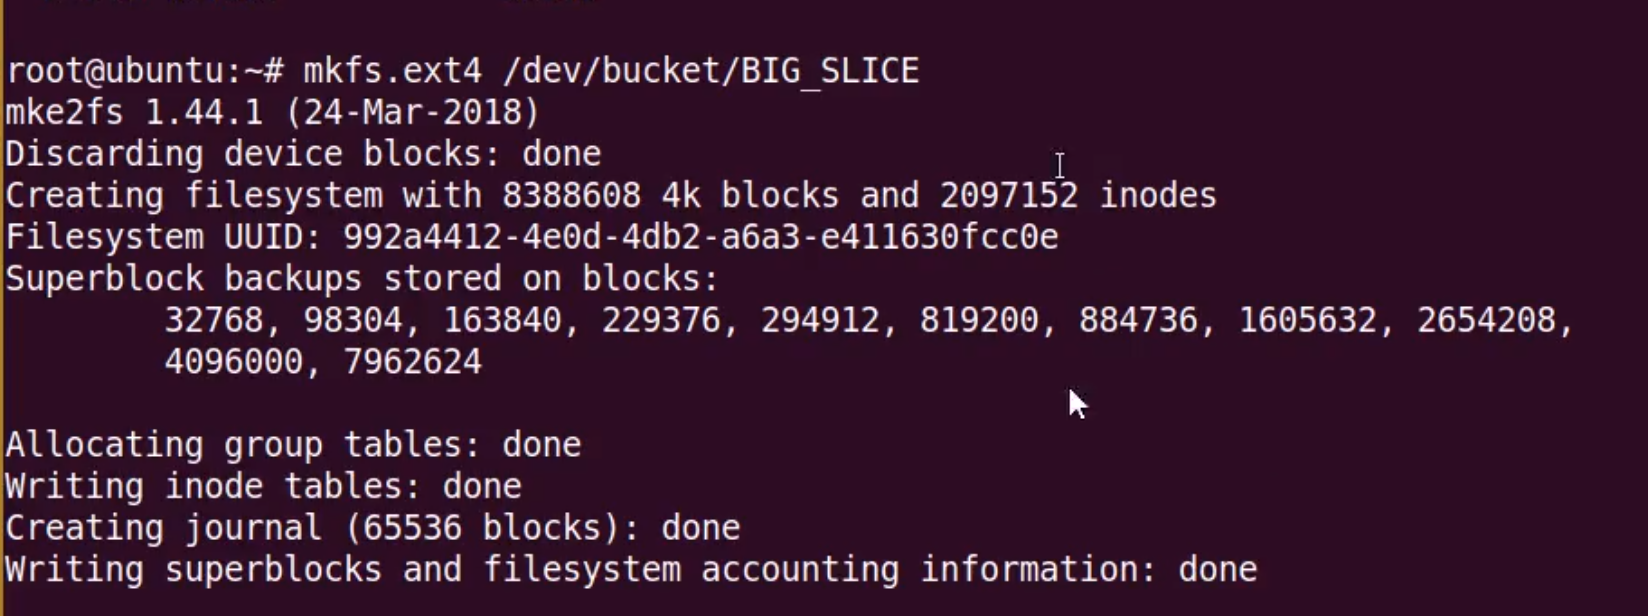 root@ubuntu:~# mkfs.ext4 /dev/bucket/BIG_SLICE
mke2fs 1.44.1 (24-Mar-2018)
Discarding device blocks: done
Creating filesystem with 8388608 4k blocks and 2097152 inodes
Filesystem UUID: 992a4412-4e0d-4db2-a6a3-e411630fcc0e
Superblock backups stored on blocks:
32768, 98304, 163840, 229376, 294912, 819200, 884736, 1605632, 2654208,
4096000, 7962624
Allocating group tables: done
Writing inode tables: done
Creating journal (65536 blocks): done
Writing superblocks and filesystem accounting information: done